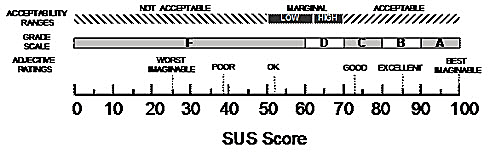 ACCEPTABILITY RANGES NOT ACCEPTABLE MARGINAL ACCEPTABLE
LOW HIGH
GRADE SCALE F D C B A
ADJECTIVE RATINGS WORST IMAGINABLE POOR OK GOOD EXCELLENT BEST IMAGINABLE
0 10 20 30 40 50 60 70 80 90 100
SUS Score